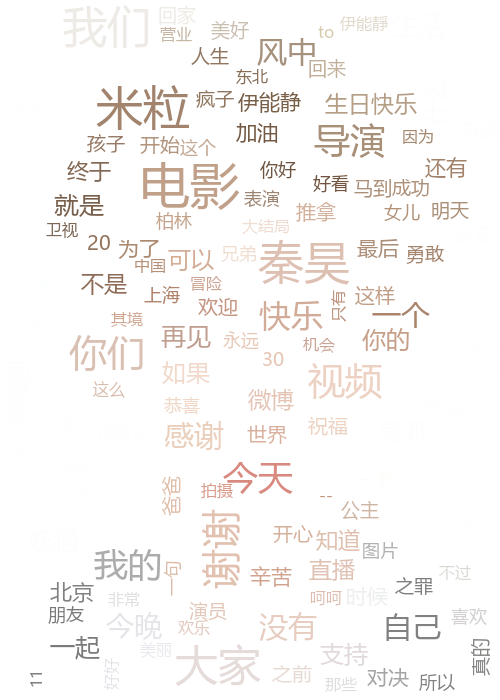 我们
回家
营业
美好
to
伊能静
人生
风中
回来
东北
米粒
疯子
伊能静
生日快乐
孩子
开始
这个
加油
导演
因为
终于
电影
你好
好看
马到成功
还有
就是
表演
柏林
推拿
女儿
明天
卫视
大结局
20
为了
中国
可以
兄弟
秦昊
最后
勇敢
不是
上海
冒险
欢迎
快乐
只有
这样
一个
其境
再见
永远
机会
你的
你们
30
如果
视频
这么
恭喜
微博
感谢
世界
祝福
今天
爸爸
拍摄
--
公主
谢谢
开心
知道
图片
我的
一句
辛苦
直播
之罪
不过
北京
非常
呵呵
时候
朋友
今晚
演员
欢乐
没有
自己
喜欢
一起
美丽
大家
支持
真的
11
好好
之前
那些
对决
所以